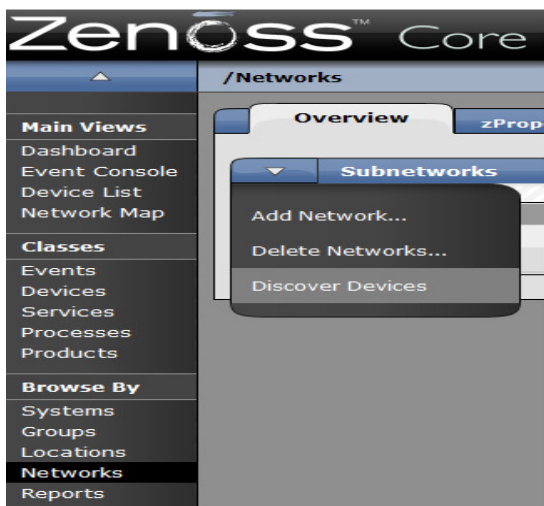 Zenoss™ Core
/Networks
Overview
zProp
Subnetworks
Add Network...
Delete Networks...
Discover Devices
Main Views
Dashboard
Event Console
Device List
Network Map
Classes
Events
Devices
Services
Processes
Products
Browse By
Systems
Groups
Locations
Networks
Reports